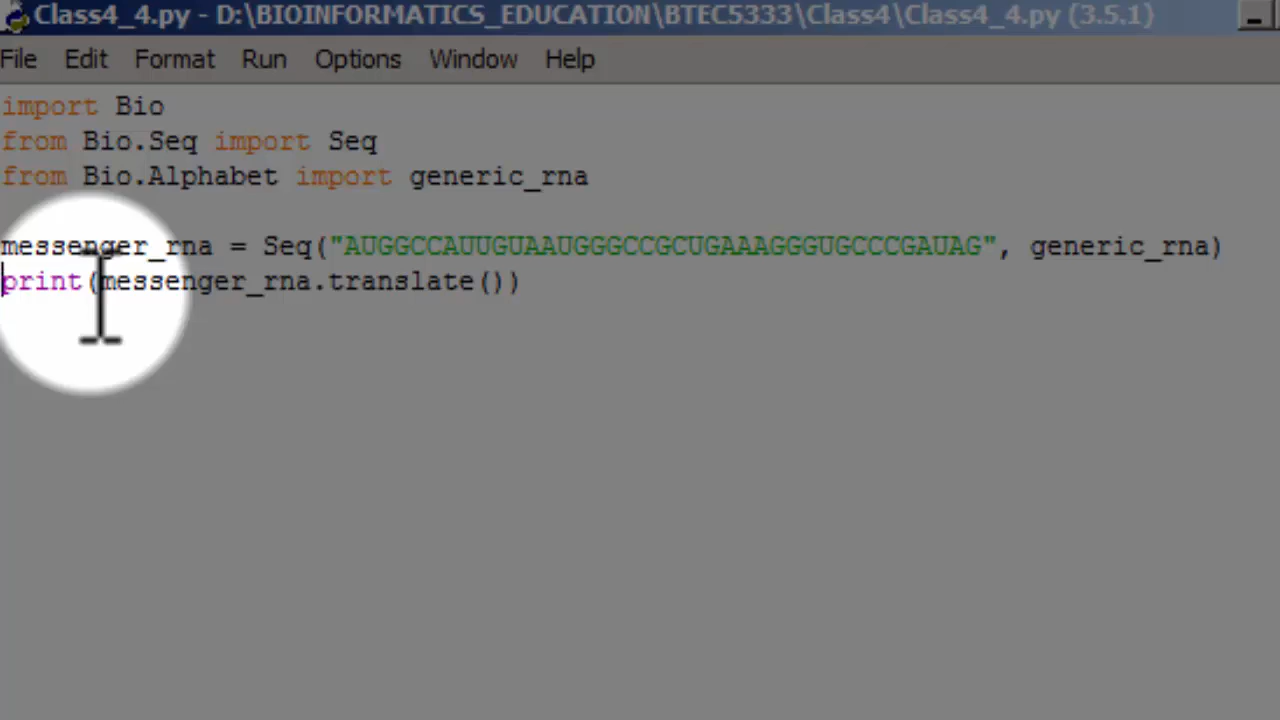 Class4_4.py - D:\BIOINFORMATICS_EDUCATION\BTEC5333\Class4\Class4_4.py (3.5.1)
File Edit Format Run Options Window Help
import Bio
from Bio.Seq import Seq
from Bio.Alphabet import generic_rna
messenger_rna = Seq("AUGGCCAUUGUAAUGGGCCGCUGAAAGGGUGCCCGAUAG", generic_rna)
print(messenger_rna.translate())